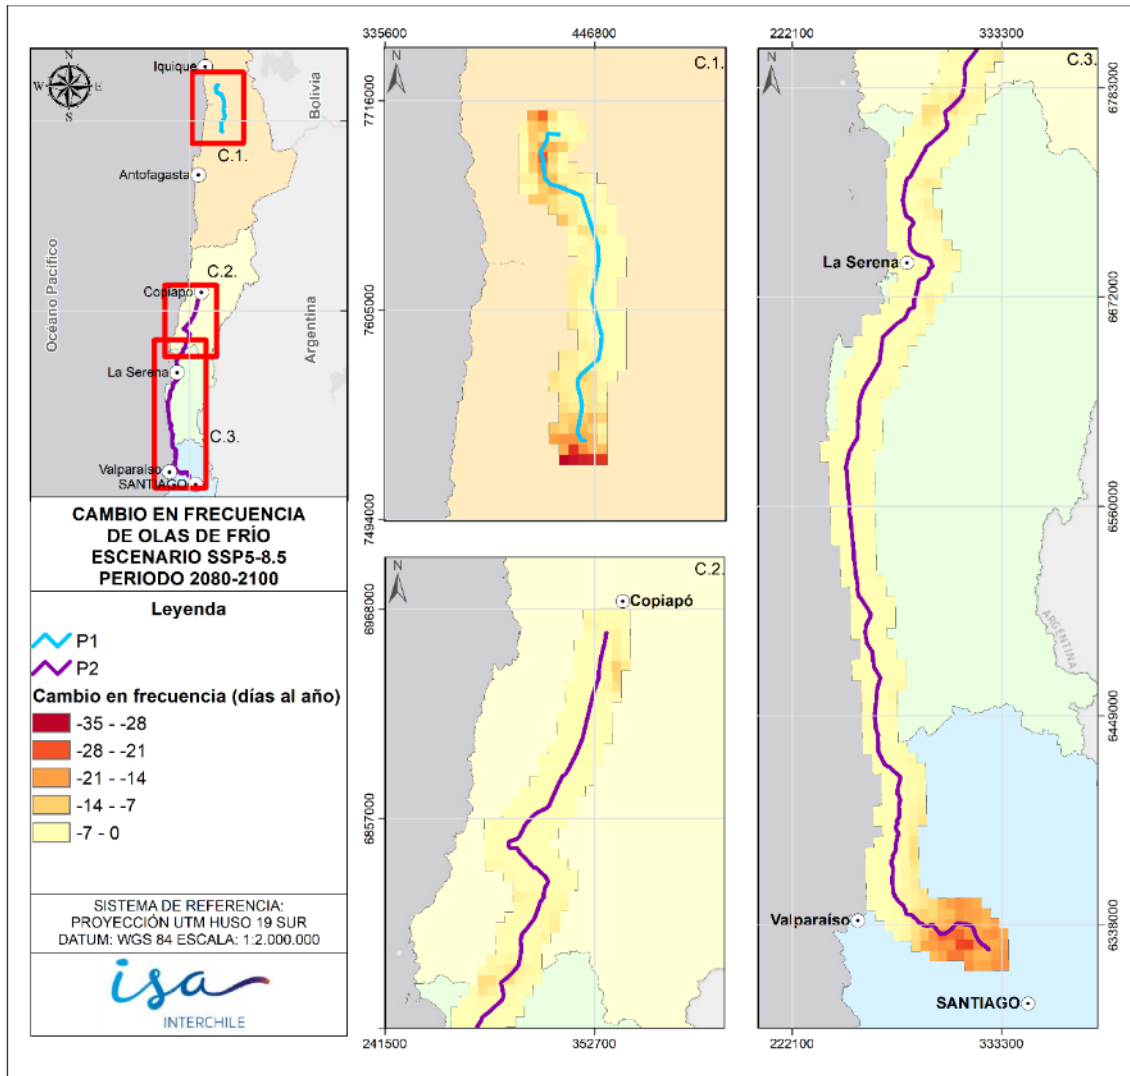 N
W
E
S
Iquique
Bolivia
C.1.
Antofagasta
Océano Pacífico
C.2.
Copiapó
Argentina
La Serena
C.3.
Valparaíso
SANTIAGO
CAMBIO EN FRECUENCIA
DE OLAS DE FRÍO
ESCENARIO SSP5-8.5
PERIODO 2080-2100
Leyenda
P1
P2
Cambio en frecuencia (días al año)
-35 - -28
-28 - -21
-21 - -14
-14 - -7
-7 - 0
SISTEMA DE REFERENCIA:
PROYECCIÓN UTM HUSO 19 SUR
DATUM: WGS 84 ESCALA: 1:2.000.000
isa
INTERCHILE
335600
446800
N
C.1.
7716000
7605000
7494000
N
C.2.
Copiapó
6968000
6857000
241500
352700
222100
333300
N
C.3.
6783000
La Serena
6672000
6560000
ARGENTINA
6449000
Valparaíso
6338000
SANTIAGO
222100
333300